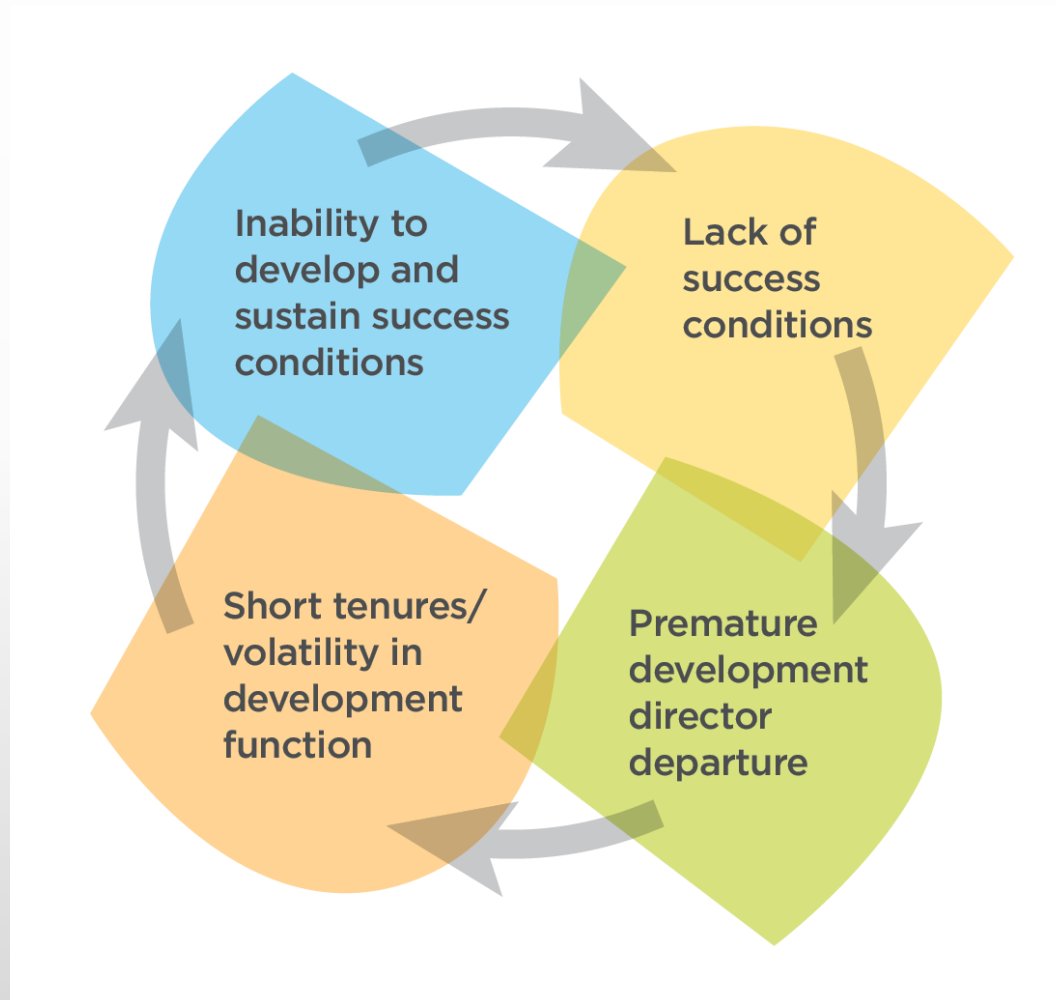 Inability to
develop and
sustain success
conditions
Lack of
success
conditions
Short tenures/
volatility in
development
function
Premature
development
director
departure